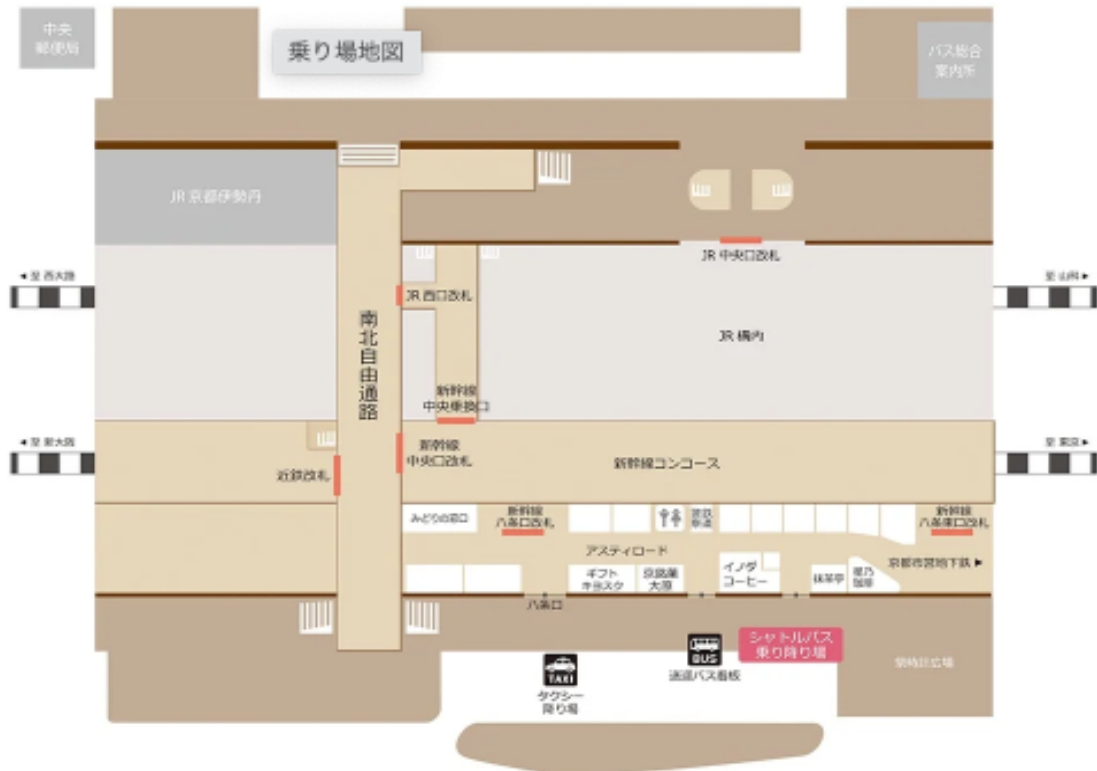 中央
郵便局
乗り場地図
バス総合
案内所
JR 京都伊勢丹
JR 中央口改札
◄ 至 西大路
至 山科 ►
JR 西口改札
南北自由通路
JR 構内
新幹線
中央乗換口
◄ 至 新大阪
至 東京 ►
新幹線
中央口改札
新幹線コンコース
近鉄改札
みどりの窓口
新幹線
八条口改札
新幹線
八条東口改札
アスティロード
京都市営地下鉄 ►
ギフト
キヨスク
京銘菓
大原
イノダ
コーヒー
抹茶亭
星乃
珈琲
八条口
シャトルバス
乗り降り場
BUS
送迎バス看板
TAXI
タクシー
降り場